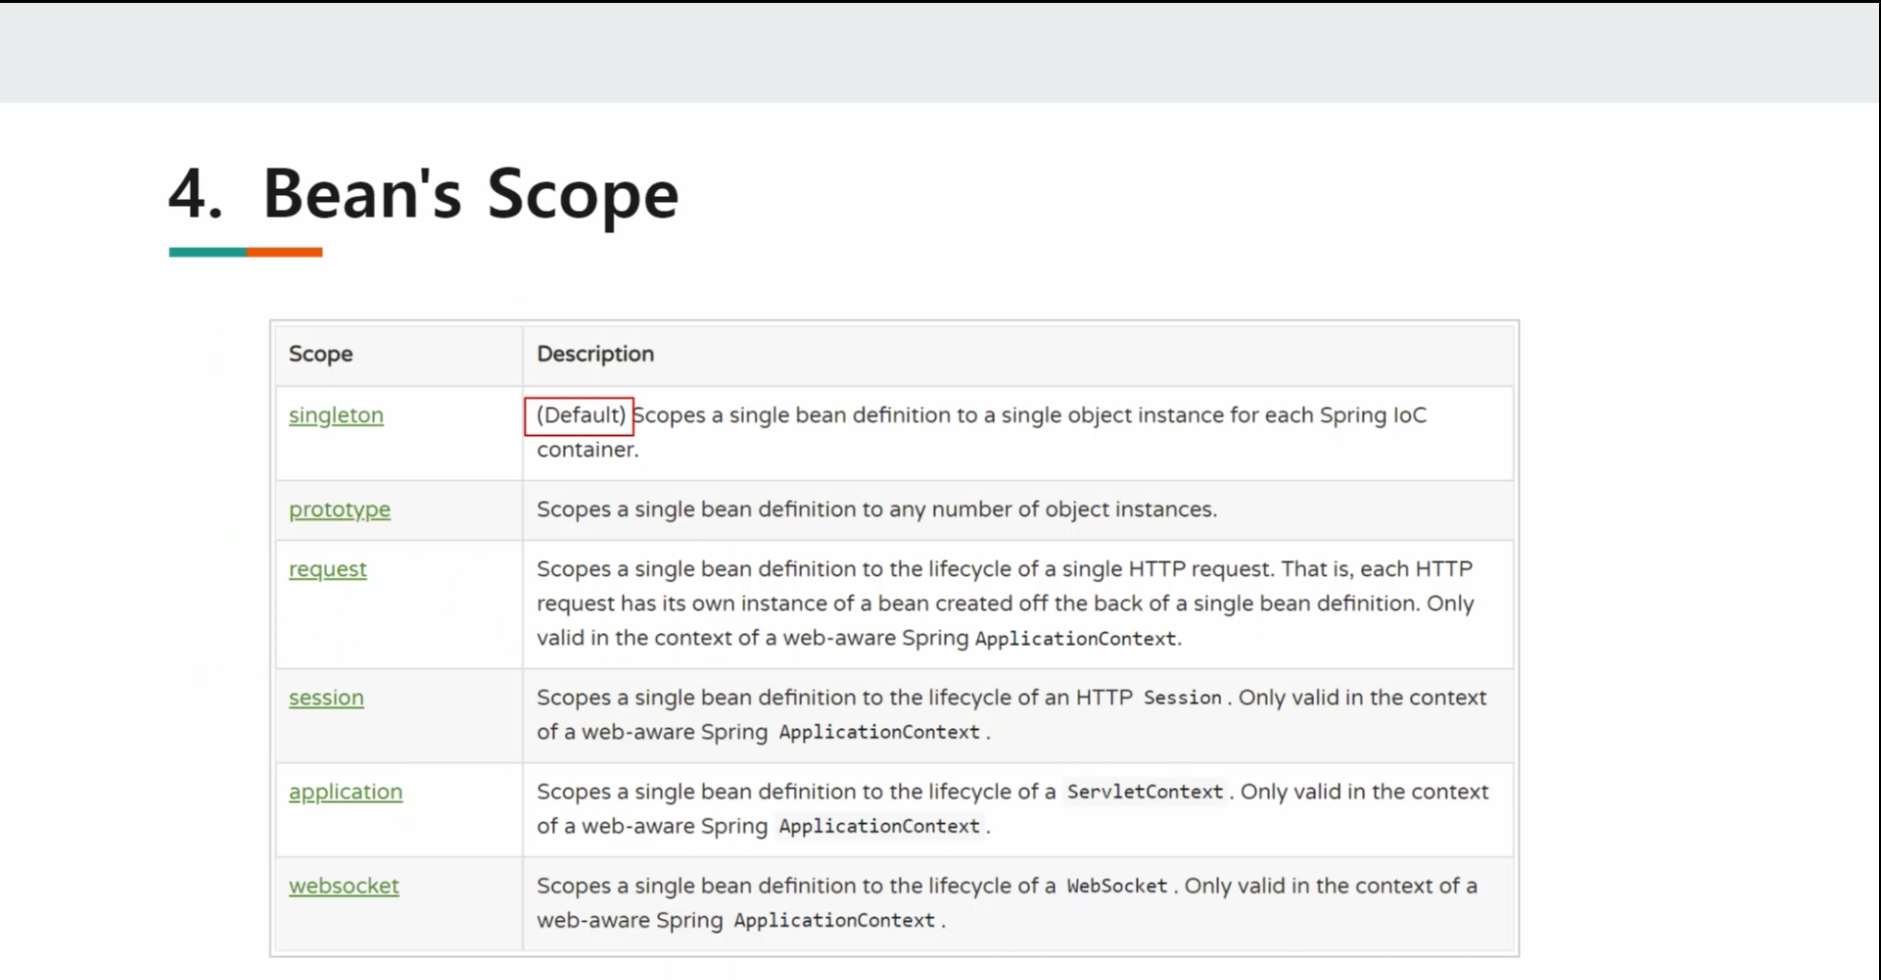 4. Bean's Scope
Scope Description
singleton (Default) Scopes a single bean definition to a single object instance for each Spring IoC
container.
prototype Scopes a single bean definition to any number of object instances.
request Scopes a single bean definition to the lifecycle of a single HTTP request. That is, each HTTP
request has its own instance of a bean created off the back of a single bean definition. Only
valid in the context of a web-aware Spring ApplicationContext.
session Scopes a single bean definition to the lifecycle of an HTTP Session. Only valid in the context
of a web-aware Spring ApplicationContext.
application Scopes a single bean definition to the lifecycle of a ServletContext. Only valid in the context
of a web-aware Spring ApplicationContext.
websocket Scopes a single bean definition to the lifecycle of a WebSocket. Only valid in the context of a
web-aware Spring ApplicationContext.